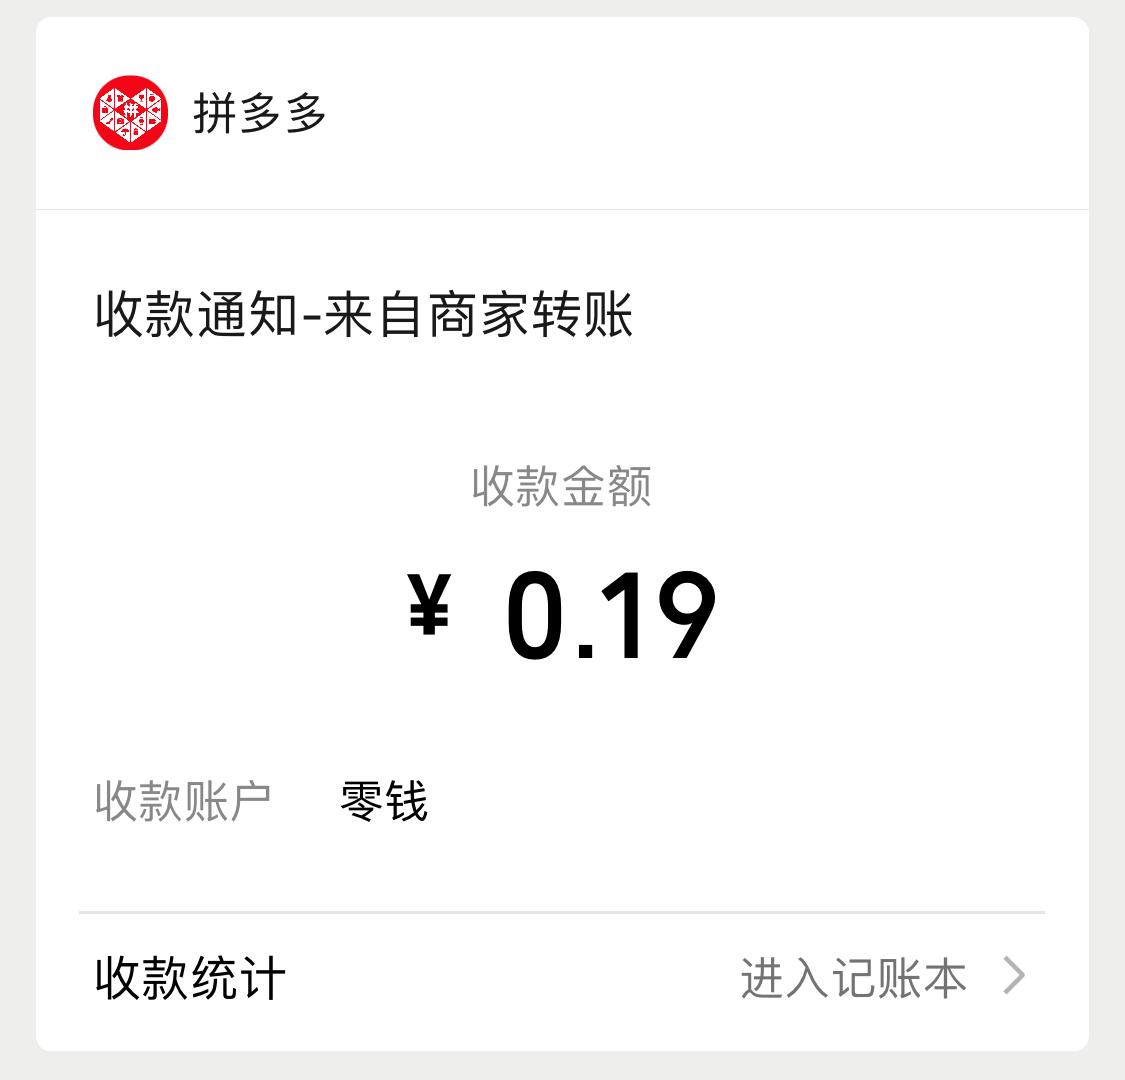 拼多多
收款通知-来自商家转账
收款金额
¥ 0.19
收款账户 零钱
收款统计 进入记账本